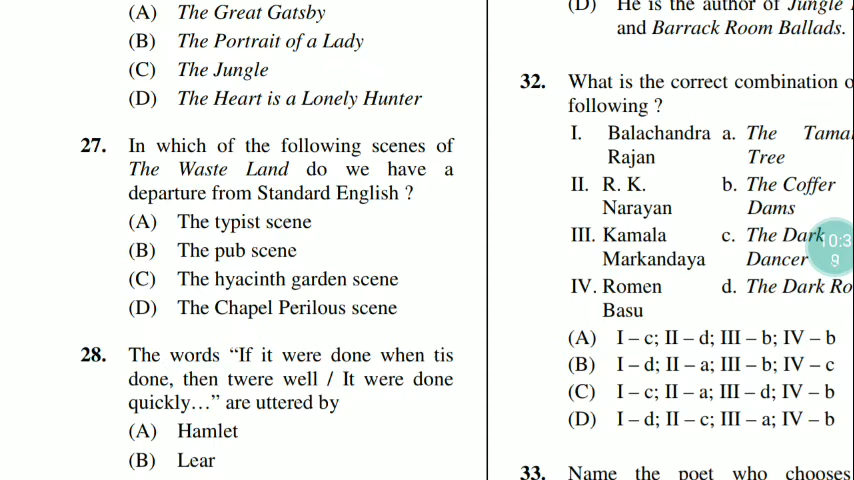 (A) The Great Gatsby
(B) The Portrait of a Lady
(C) The Jungle
(D) The Heart is a Lonely Hunter
27. In which of the following scenes of
The Waste Land do we have a
departure from Standard English ?
(A) The typist scene
(B) The pub scene
(C) The hyacinth garden scene
(D) The Chapel Perilous scene
28. The words “If it were done when tis
done, then twere well / It were done
quickly…” are uttered by
(A) Hamlet
(B) Lear
(D) He is the author of Jungle
and Barrack Room Ballads.
32. What is the correct combination o
following ?
I. Balachandra a. The Tama
Rajan Tree
II. R. K. b. The Coffer
Narayan Dams
III. Kamala c. The Dark
Markandaya Dancer
IV. Romen d. The Dark Ro
Basu
(A) I – c; II – d; III – b; IV – b
(B) I – d; II – a; III – b; IV – c
(C) I – c; II – a; III – d; IV – b
(D) I – d; II – c; III – a; IV – b
33. Name the poet who chooses
10:3
9